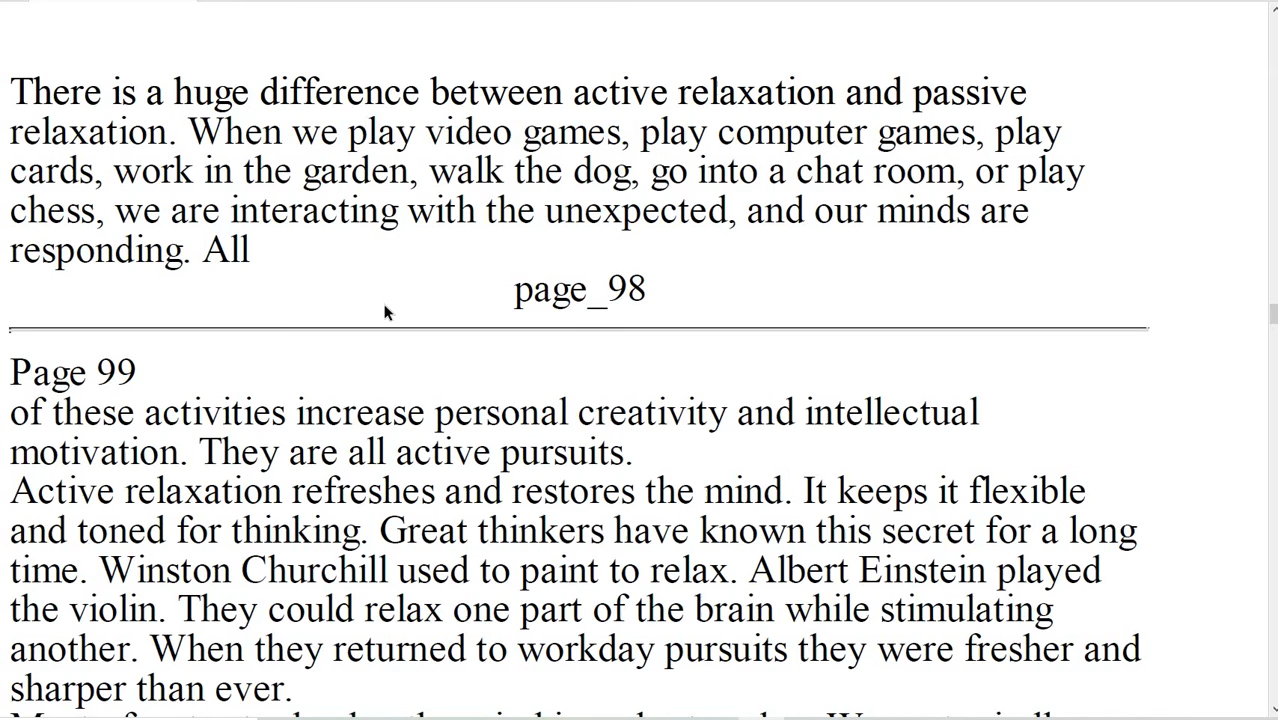 There is a huge difference between active relaxation and passive
relaxation. When we play video games, play computer games, play
cards, work in the garden, walk the dog, go into a chat room, or play
chess, we are interacting with the unexpected, and our minds are
responding. All
page_98
Page 99
of these activities increase personal creativity and intellectual
motivation. They are all active pursuits.
Active relaxation refreshes and restores the mind. It keeps it flexible
and toned for thinking. Great thinkers have known this secret for a long
time. Winston Churchill used to paint to relax. Albert Einstein played
the violin. They could relax one part of the brain while stimulating
another. When they returned to workday pursuits they were fresher and
sharper than ever.